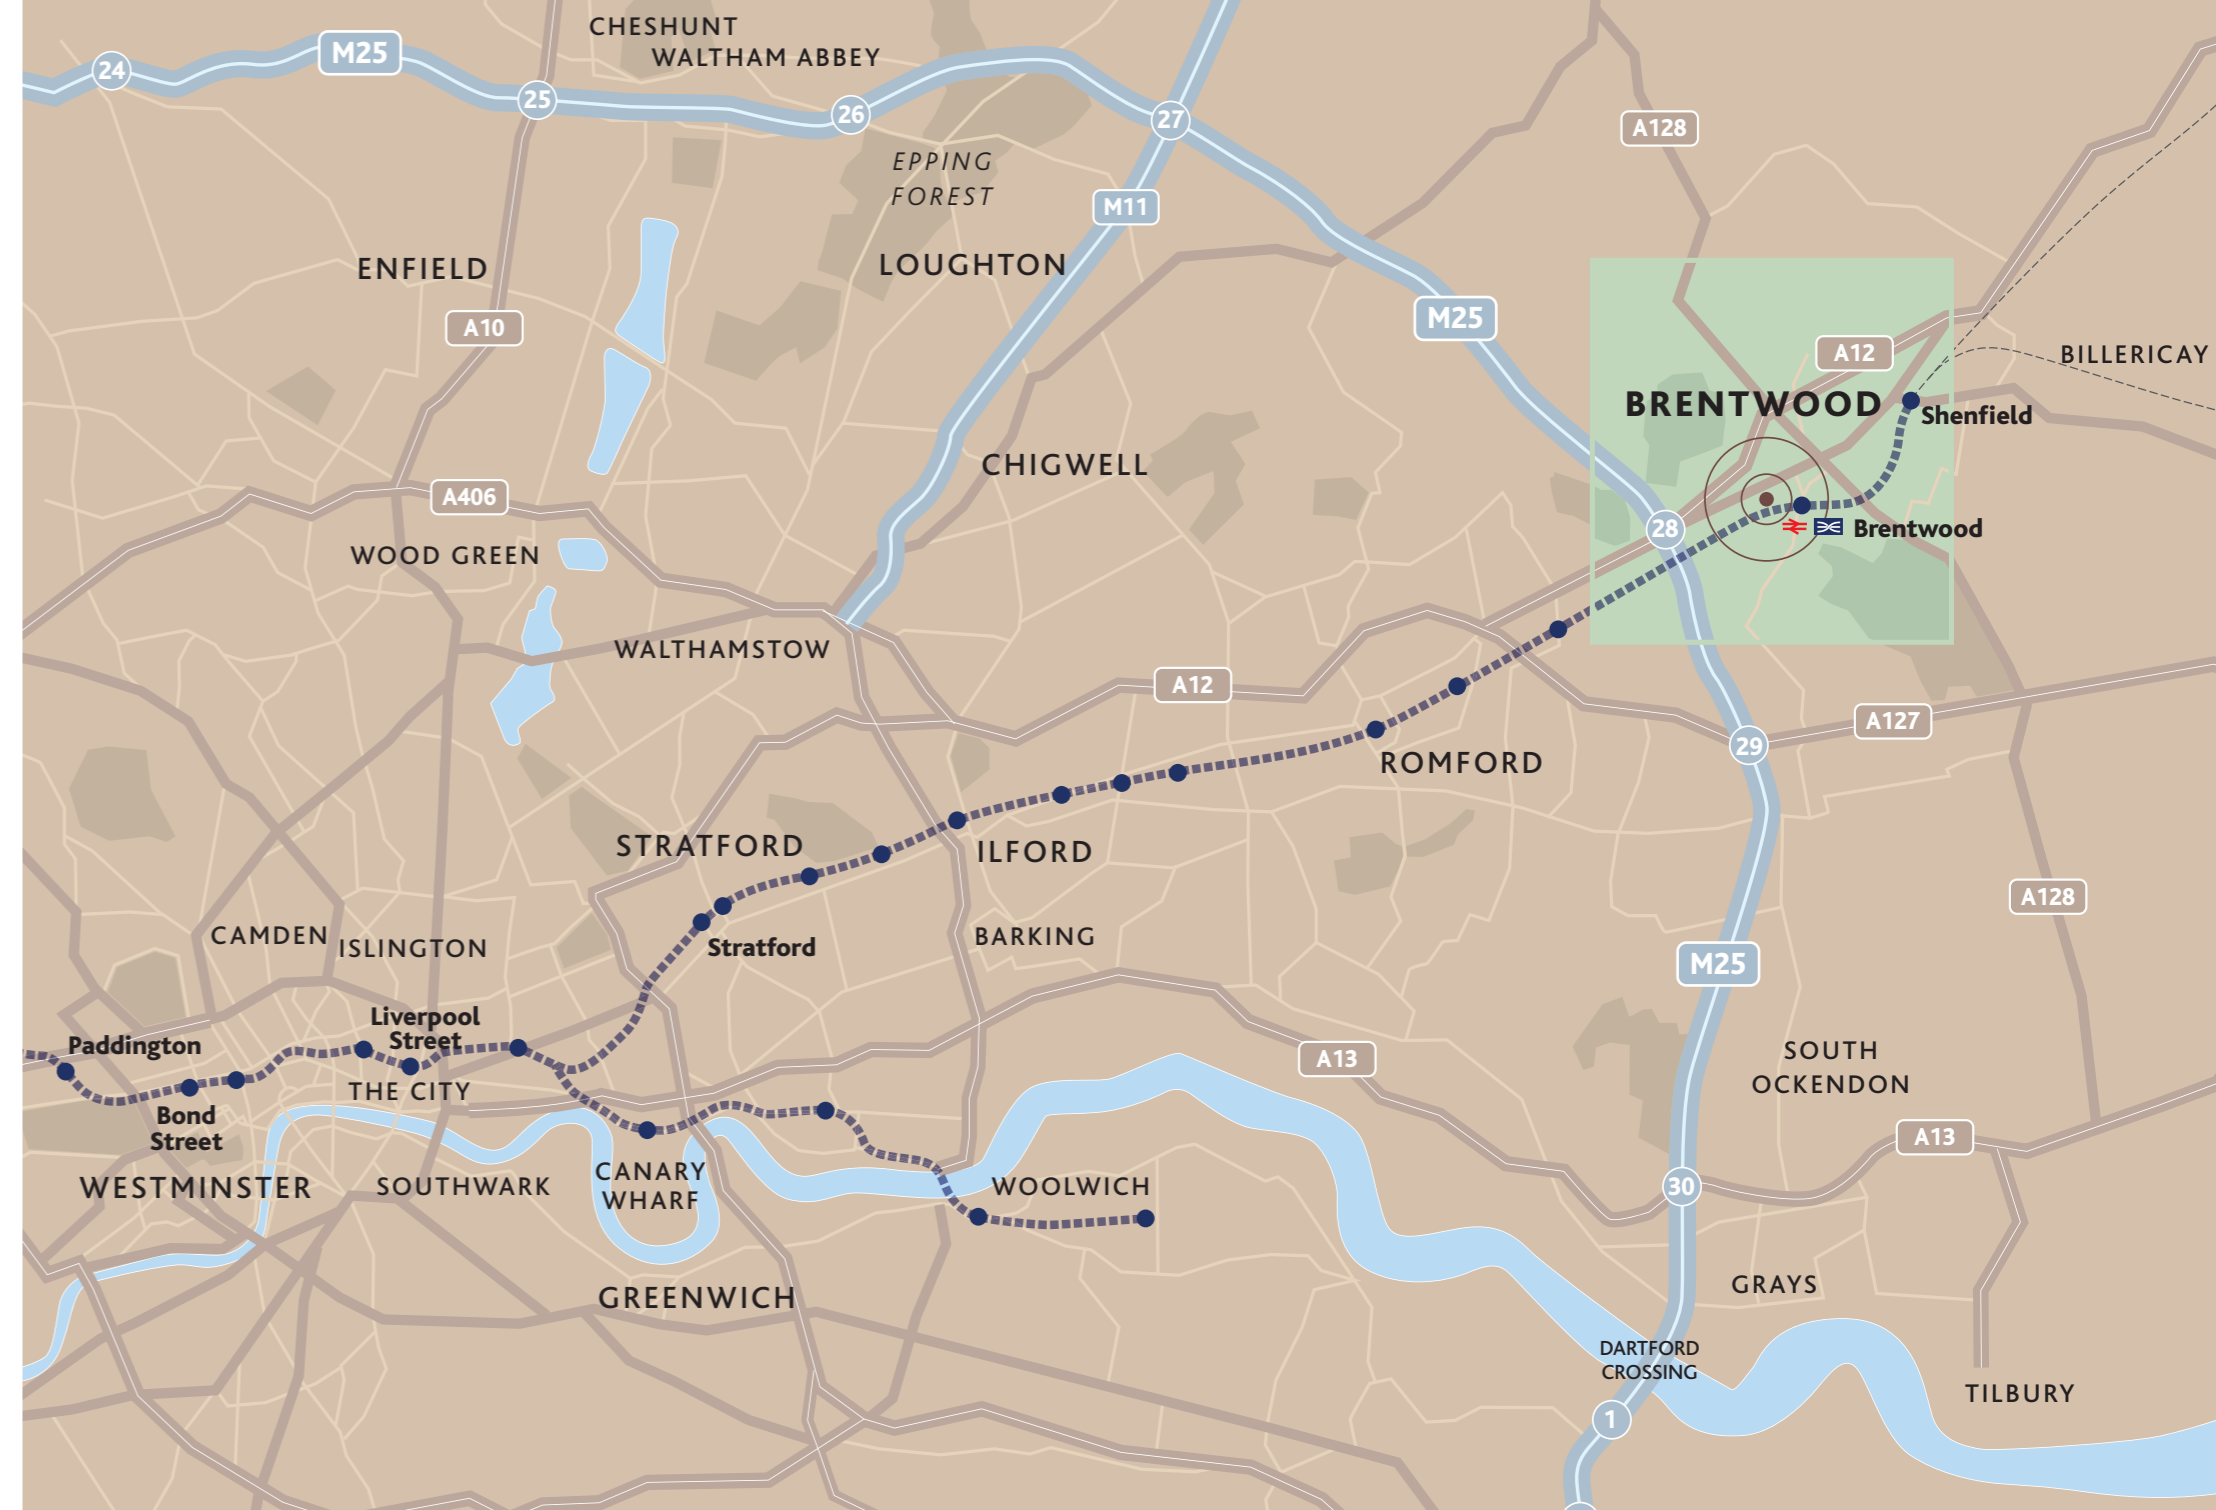 CHESHUNT
WALTHAM ABBEY
M25
24
25
26
27
A128
EPPING
FOREST
M11
ENFIELD
LOUGHTON
A10
M25
A12
BILLERICAY
BRENTWOOD
Shenfield
CHIGWELL
A406
28
Brentwood
WOOD GREEN
WALTHAMSTOW
A12
A127
29
ROMFORD
STRATFORD
ILFORD
A128
CAMDEN
ISLINGTON
BARKING
Stratford
M25
Liverpool
Street
Paddington
A13
SOUTH
OCKENDON
THE CITY
Bond
Street
A13
CANARY
WHARF
WESTMINSTER
SOUTHWARK
WOOLWICH
30
GREENWICH
GRAYS
DARTFORD
CROSSING
TILBURY
1